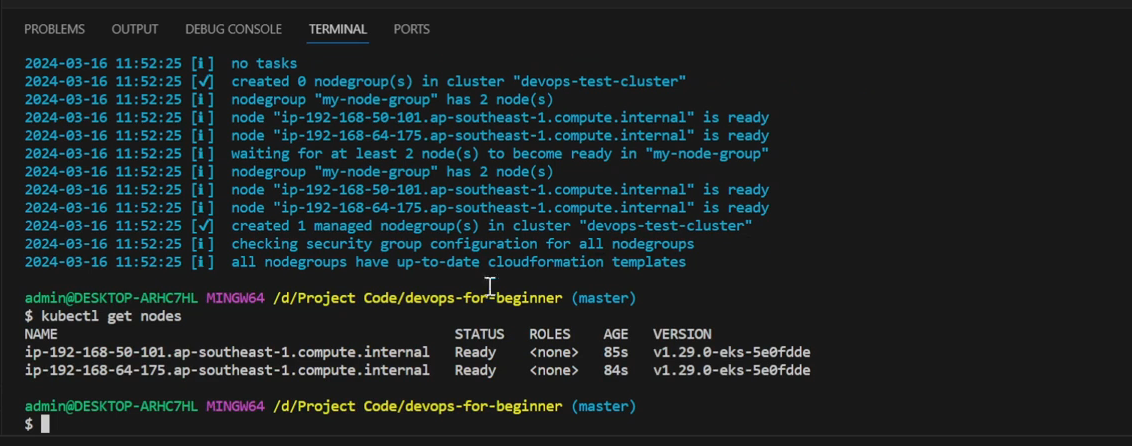 PROBLEMS OUTPUT DEBUG CONSOLE TERMINAL PORTS
2024-03-16 11:52:25 [ℹ] no tasks
2024-03-16 11:52:25 [✓] created 0 nodegroup(s) in cluster "devops-test-cluster"
2024-03-16 11:52:25 [ℹ] nodegroup "my-node-group" has 2 node(s)
2024-03-16 11:52:25 [ℹ] node "ip-192-168-50-101.ap-southeast-1.compute.internal" is ready
2024-03-16 11:52:25 [ℹ] node "ip-192-168-64-175.ap-southeast-1.compute.internal" is ready
2024-03-16 11:52:25 [ℹ] waiting for at least 2 node(s) to become ready in "my-node-group"
2024-03-16 11:52:25 [ℹ] nodegroup "my-node-group" has 2 node(s)
2024-03-16 11:52:25 [ℹ] node "ip-192-168-50-101.ap-southeast-1.compute.internal" is ready
2024-03-16 11:52:25 [ℹ] node "ip-192-168-64-175.ap-southeast-1.compute.internal" is ready
2024-03-16 11:52:25 [✓] created 1 managed nodegroup(s) in cluster "devops-test-cluster"
2024-03-16 11:52:25 [ℹ] checking security group configuration for all nodegroups
2024-03-16 11:52:25 [ℹ] all nodegroups have up-to-date cloudformation templates
admin@DESKTOP-ARHC7HL MINGW64 /d/Project Code/devops-for-beginner (master)
$ kubectl get nodes
NAME STATUS ROLES AGE VERSION
ip-192-168-50-101.ap-southeast-1.compute.internal Ready <none> 85s v1.29.0-eks-5e0fdde
ip-192-168-64-175.ap-southeast-1.compute.internal Ready <none> 84s v1.29.0-eks-5e0fdde
admin@DESKTOP-ARHC7HL MINGW64 /d/Project Code/devops-for-beginner (master)
$